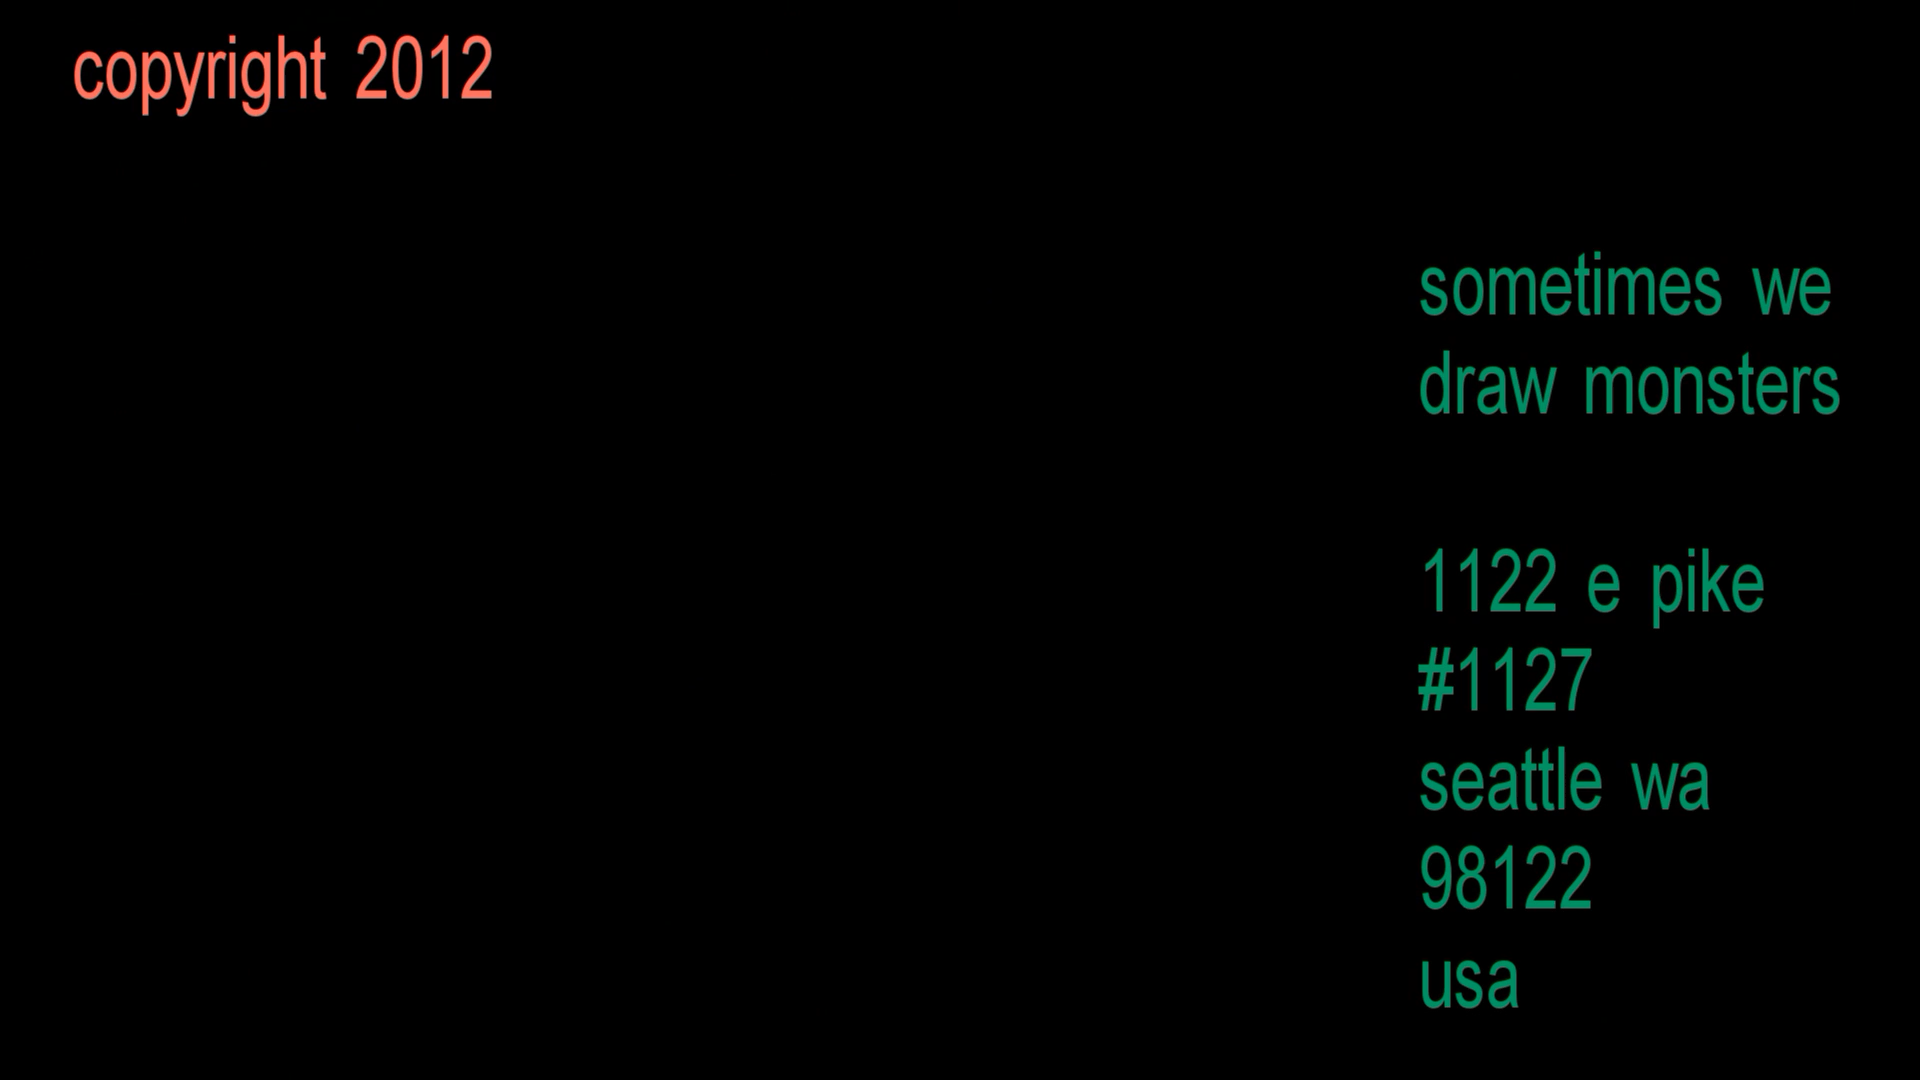 copyright 2012
sometimes we
draw monsters
1122 e pike
#1127
seattle wa
98122
usa